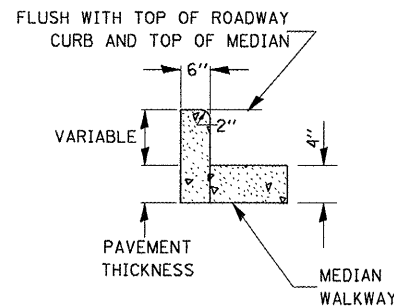 FLUSH WITH TOP OF ROADWAY
CURB AND TOP OF MEDIAN
6"
2"
VARIABLE
4"
PAVEMENT
THICKNESS
MEDIAN
WALKWAY